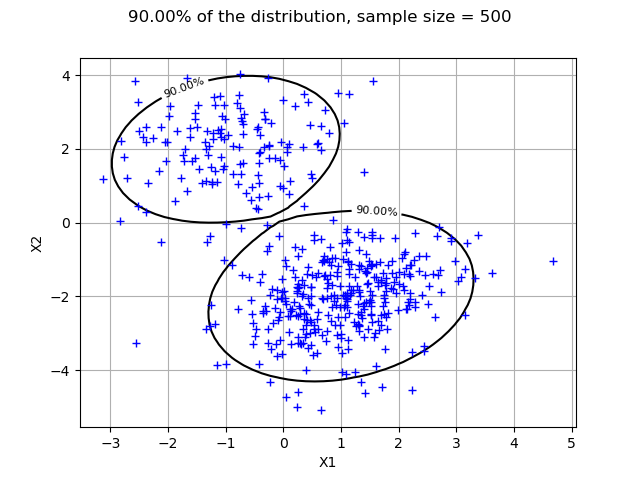 90.00% of the distribution, sample size = 500
4
90.00%
2
0
90.00%
X2
−2
−4
−3 −2 −1 0 1 2 3 4 5
X1